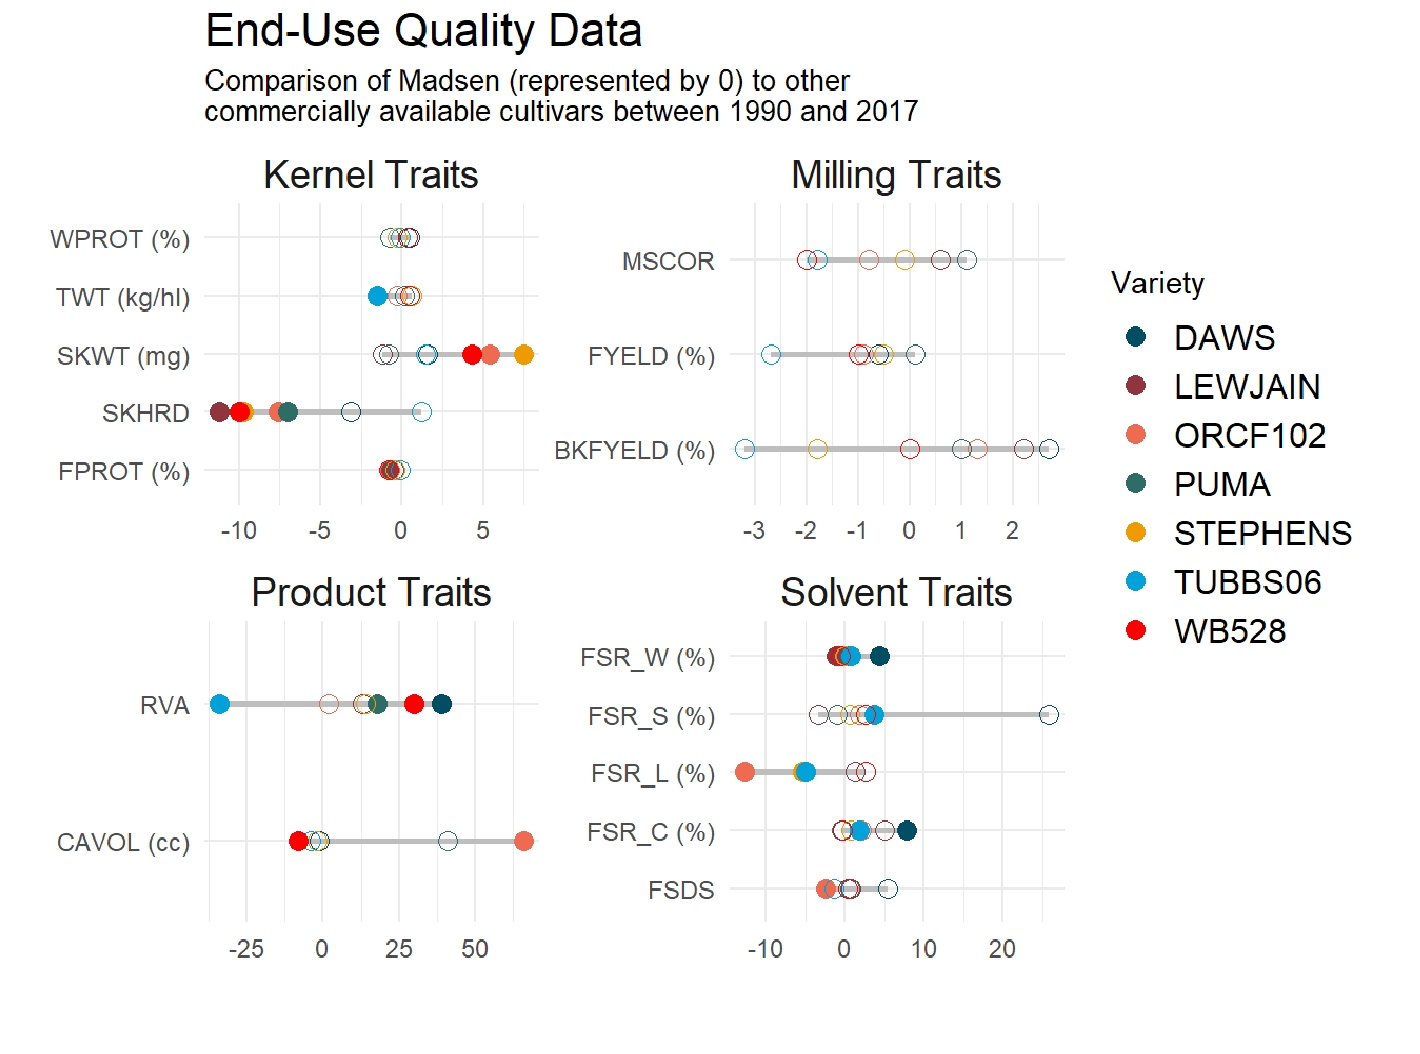 End-Use Quality Data
Comparison of Madsen (represented by 0) to other
commercially available cultivars between 1990 and 2017
Kernel Traits
WPROT (%)
TWT (kg/hl)
SKWT (mg)
SKHRD
FPROT (%)
-10 -5 0 5
Milling Traits
MSCOR
FYELD (%)
BKFYELD (%)
-3 -2 -1 0 1 2
Product Traits
RVA
CAVOL (cc)
-25 0 25 50
Solvent Traits
FSR_W (%)
FSR_S (%)
FSR_L (%)
FSR_C (%)
FSDS
-10 0 10 20
Variety
DAWS
LEWJAIN
ORCF102
PUMA
STEPHENS
TUBBS06
WB528